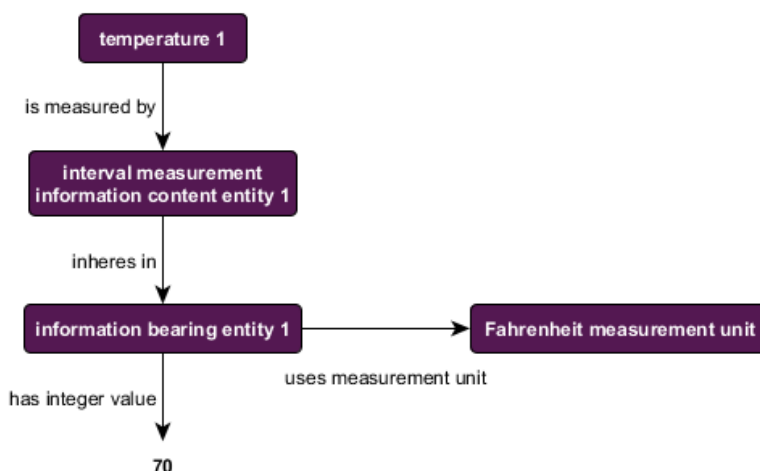 temperature 1
is measured by
interval measurement
information content entity 1
inheres in
information bearing entity 1
Fahrenheit measurement unit
uses measurement unit
has integer value
70